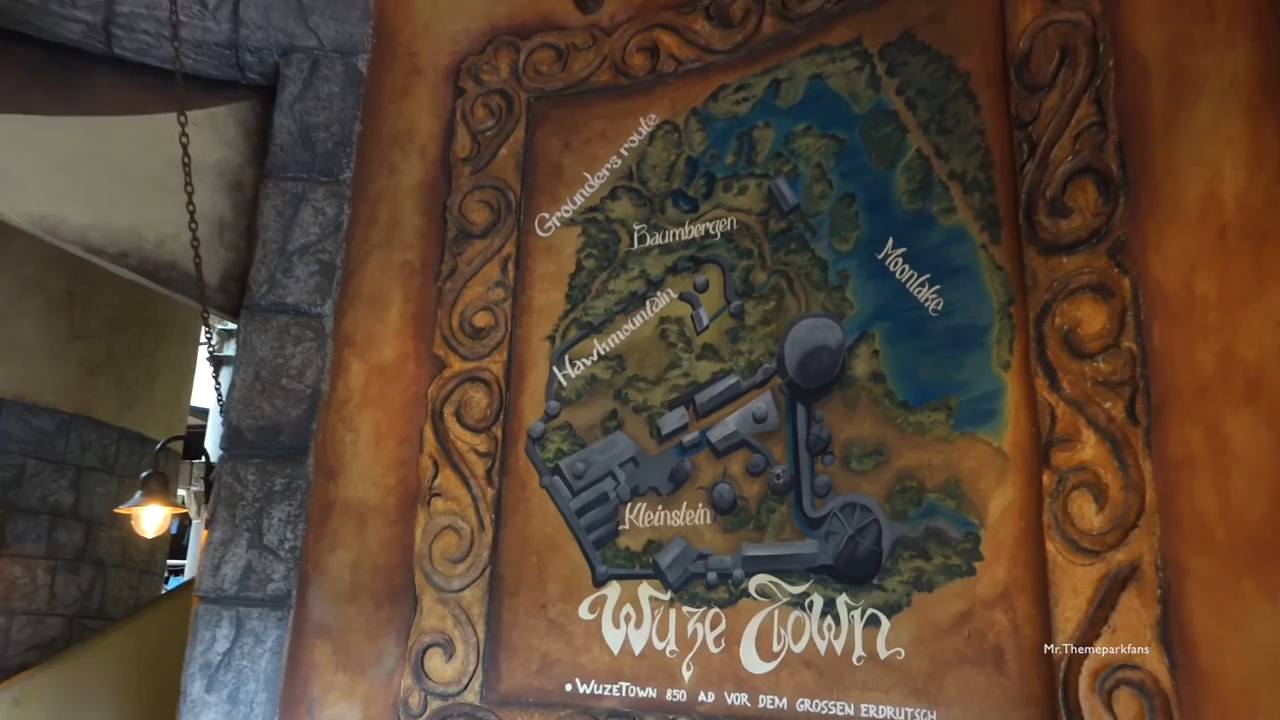 Grounders route
Baumbergen
Moonlake
Hawkmountain
Kleinstein
Wuze Town
• WUZETOWN 850 AD VOR DEM GROSSEN ERDRUTSCH
Mr.Themeparkfans